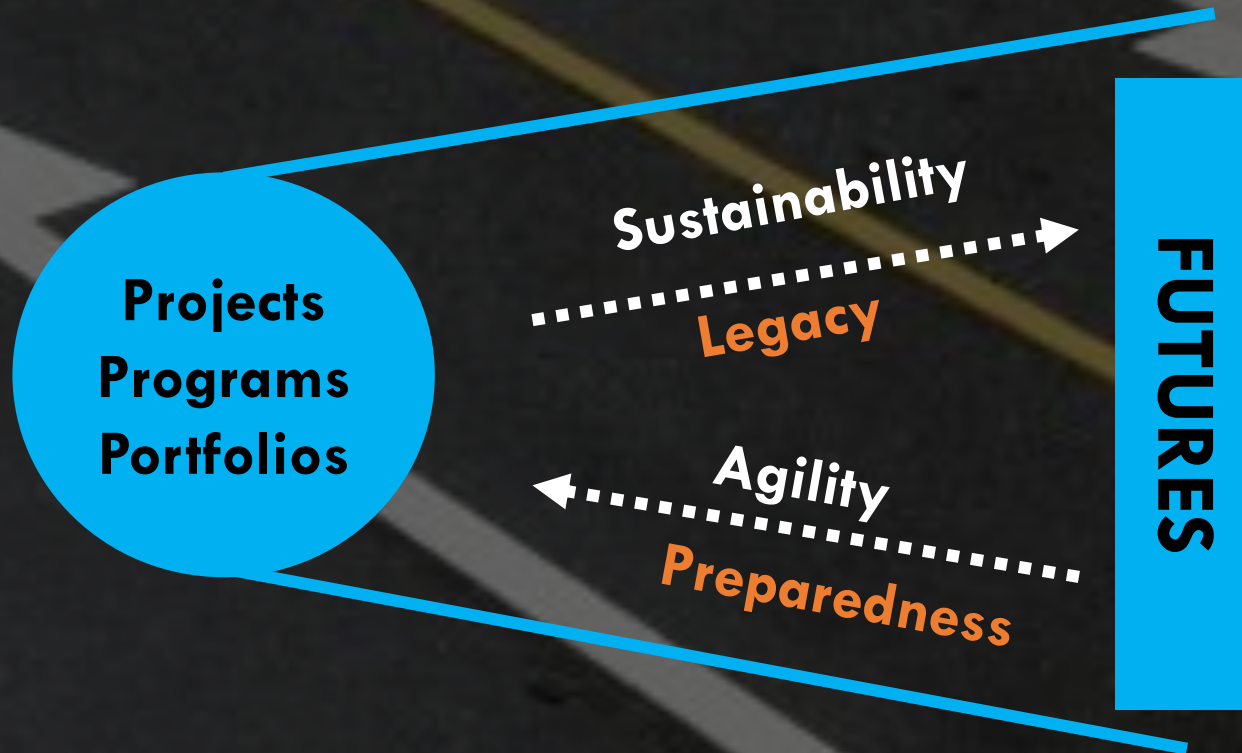 Projects
Programs
Portfolios
Sustainability
Legacy
Agility
Preparedness
FUTURES